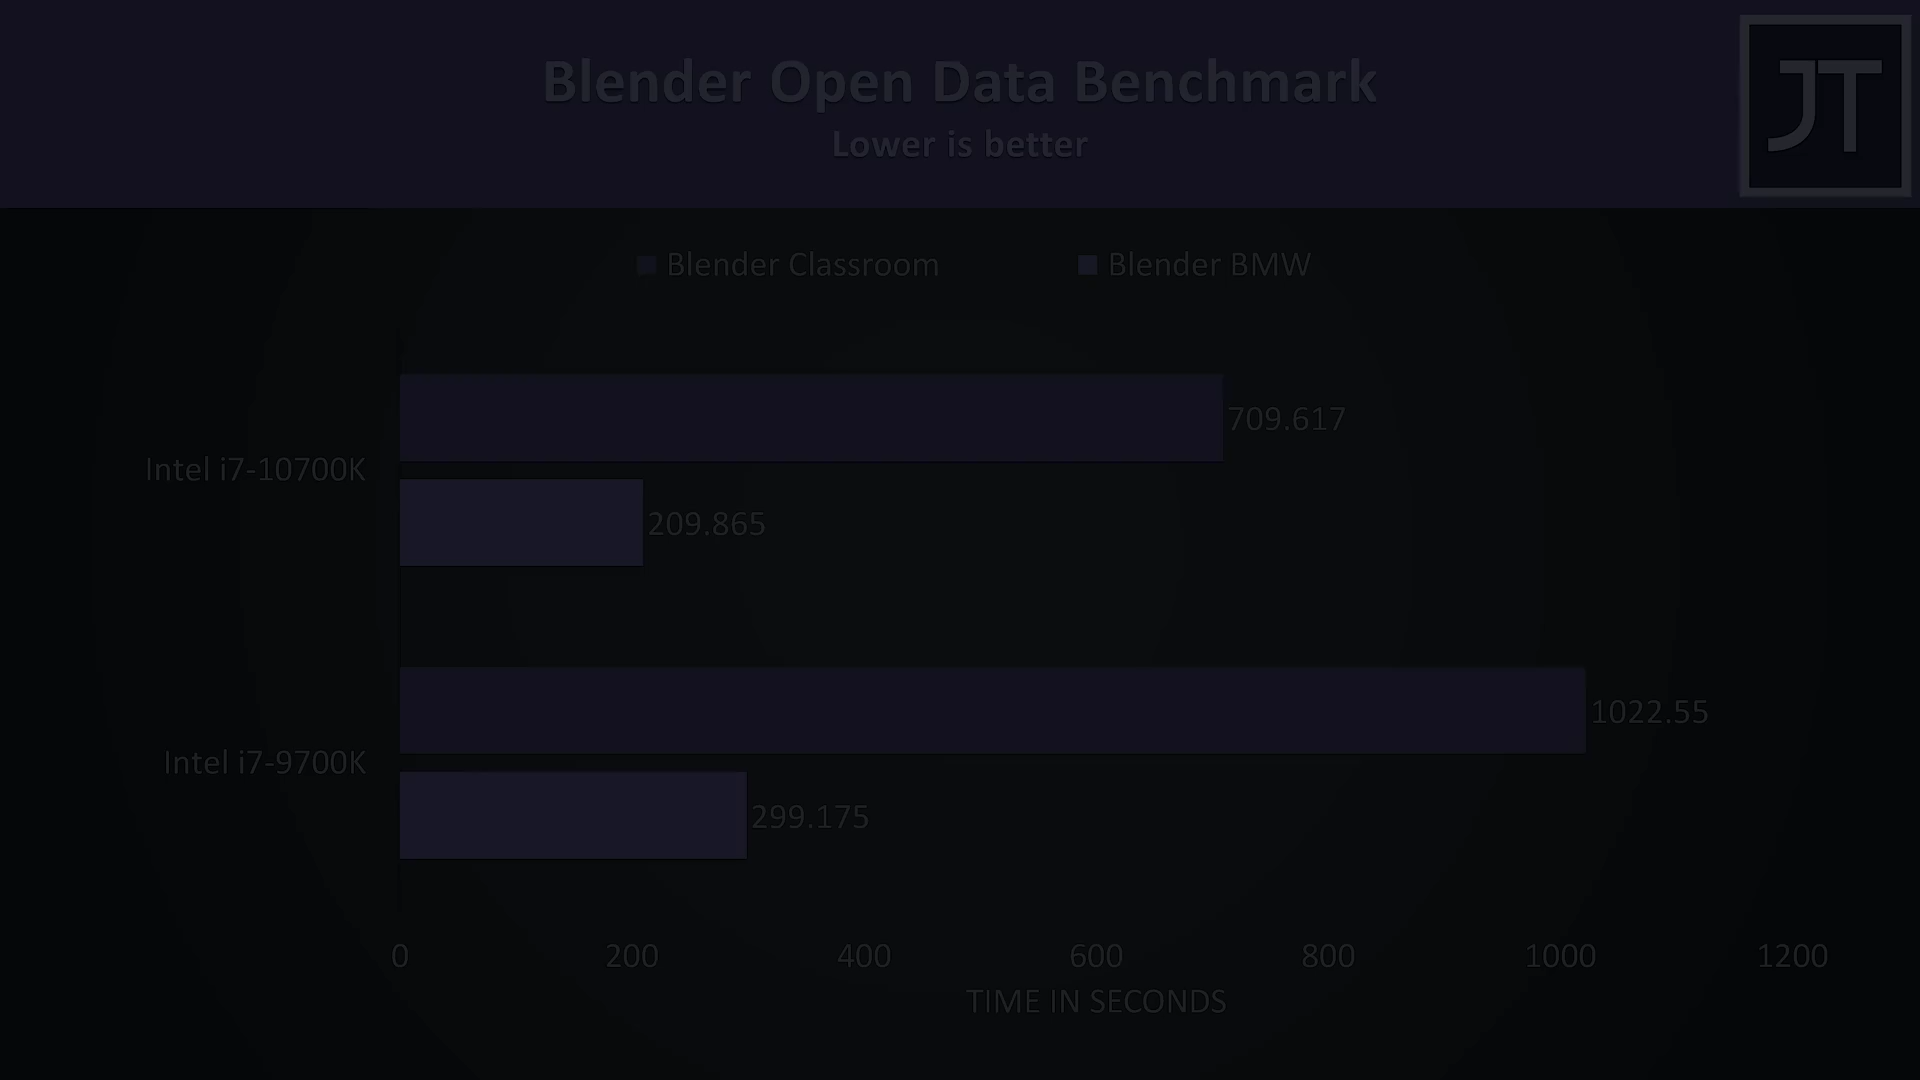 Blender Open Data Benchmark
Lower is better
JT
Blender Classroom
Blender BMW
709.617
Intel i7-10700K
209.865
1022.55
Intel i7-9700K
299.175
0 200 400 600 800 1000 1200
TIME IN SECONDS